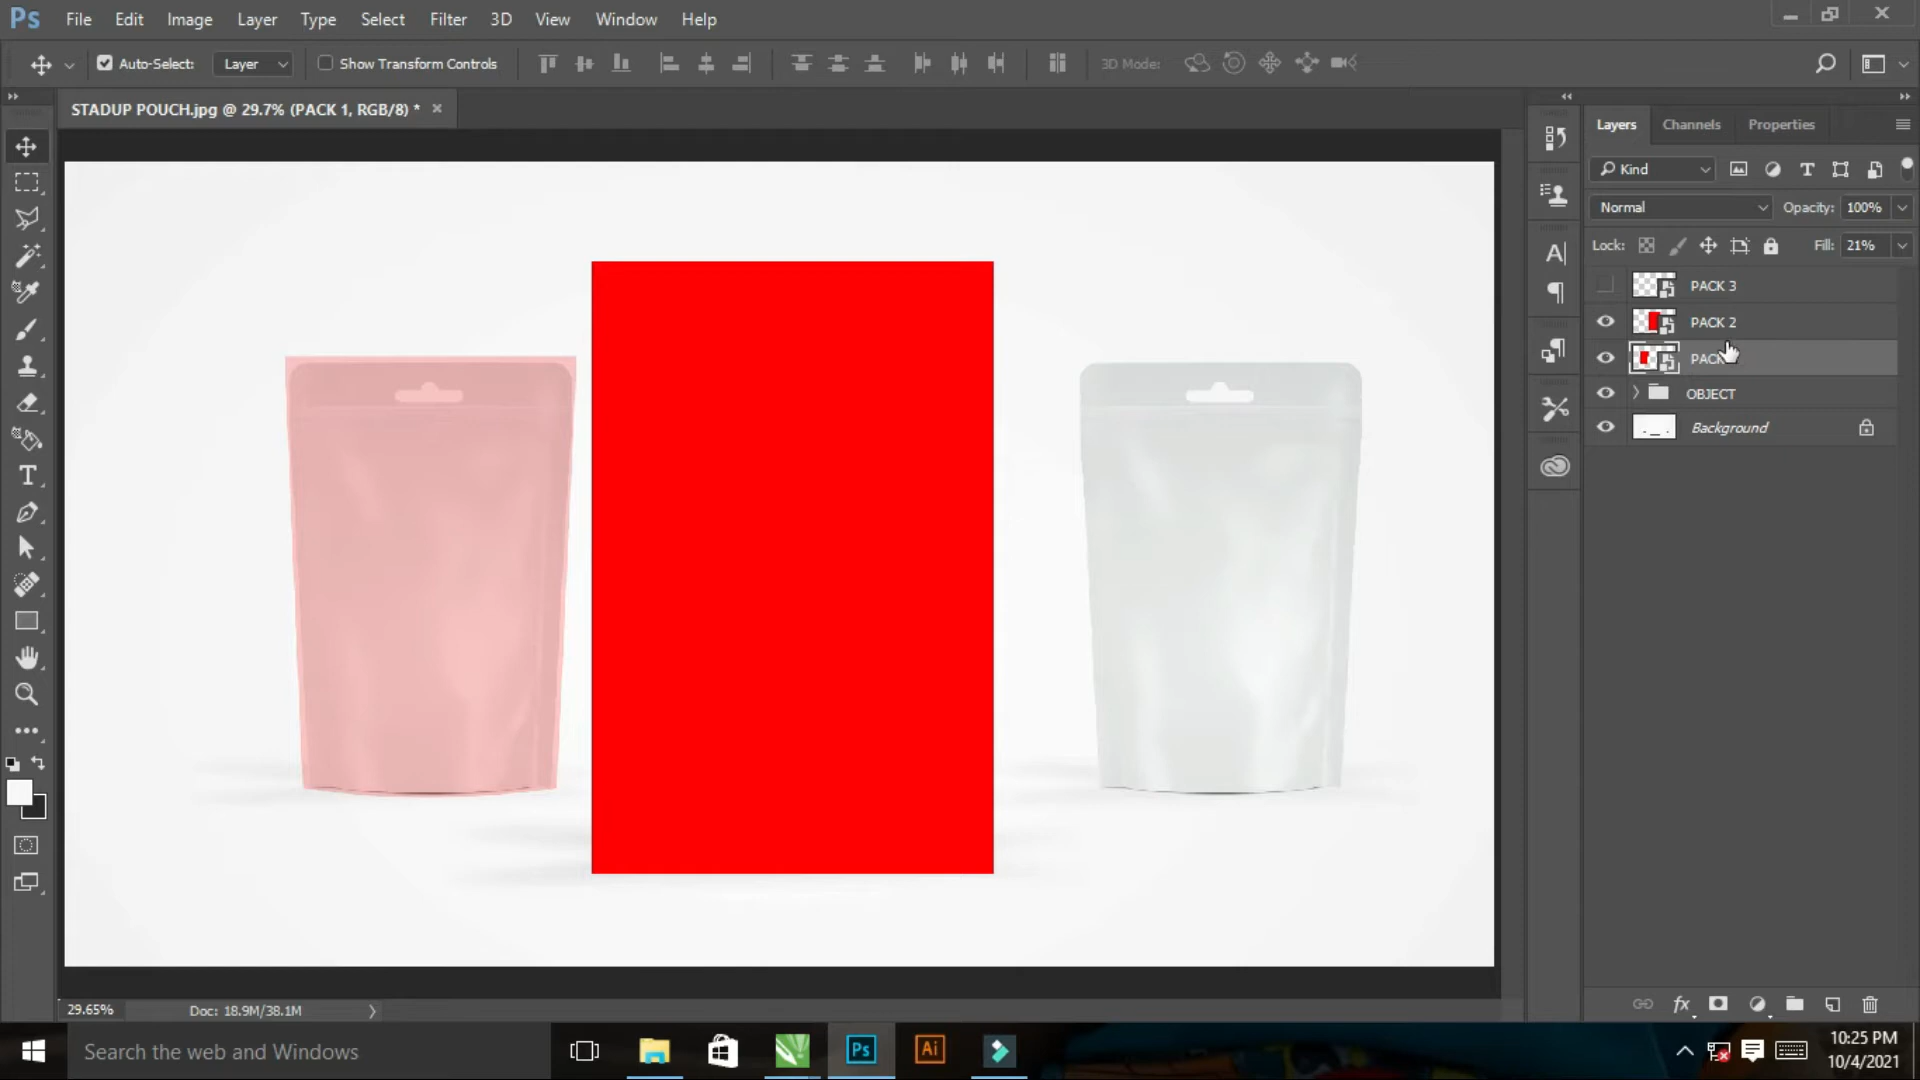 Ps File Edit Image Layer Type Select Filter 3D View Window Help
Auto-Select: Layer Show Transform Controls 3D Mode:
STADUP POUCH.jpg @ 29.7% (PACK 1, RGB/8) * ×
Layers Channels Properties
Kind
Normal Opacity: 100%
Lock: Fill: 21%
PACK 3
PACK 2
PACK
OBJECT
Background
29.65% Doc: 18.9M/38.1M
Search the web and Windows
Ps
Ai
10:25 PM
10/4/2021